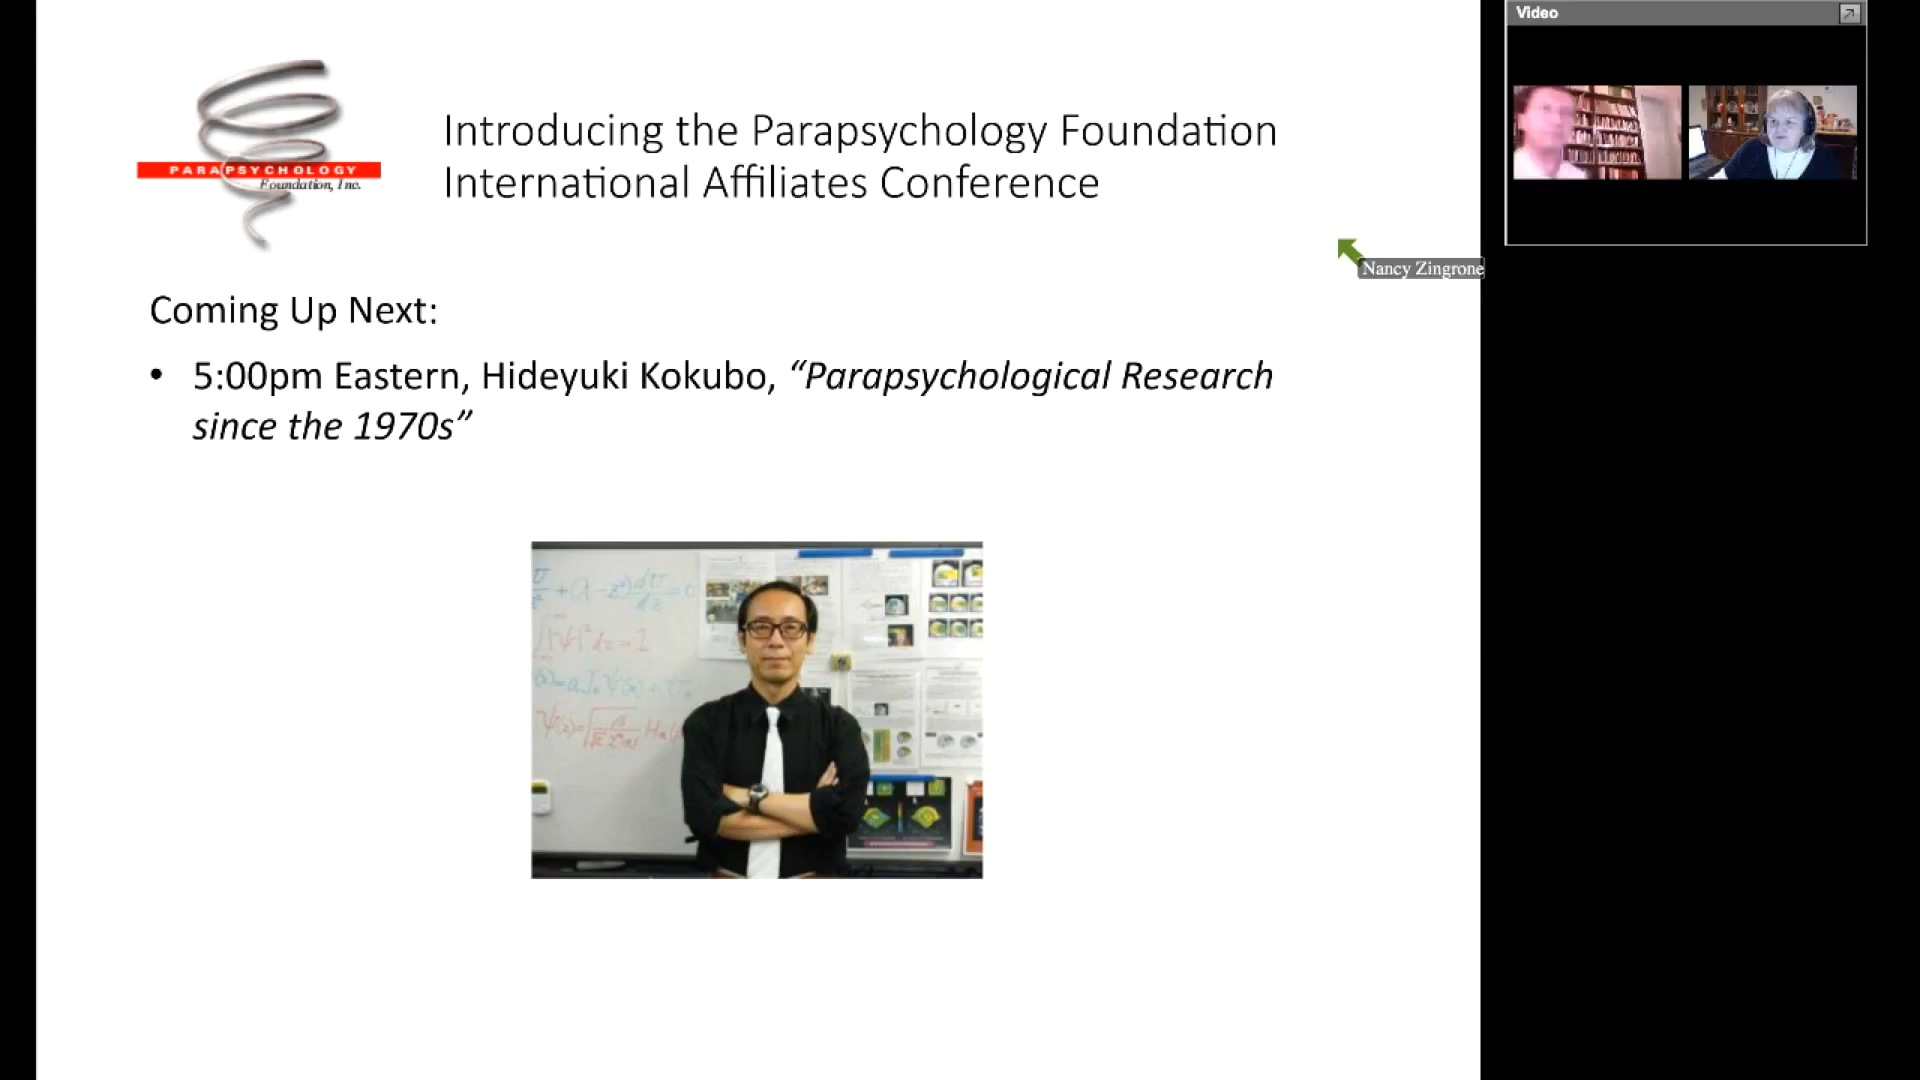 Video
PARAPSYCHOLOGY
Foundation, Inc.
Introducing the Parapsychology Foundation
International Affiliates Conference
Nancy Zingrone
Coming Up Next:
• 5:00pm Eastern, Hideyuki Kokubo, “Parapsychological Research
since the 1970s”